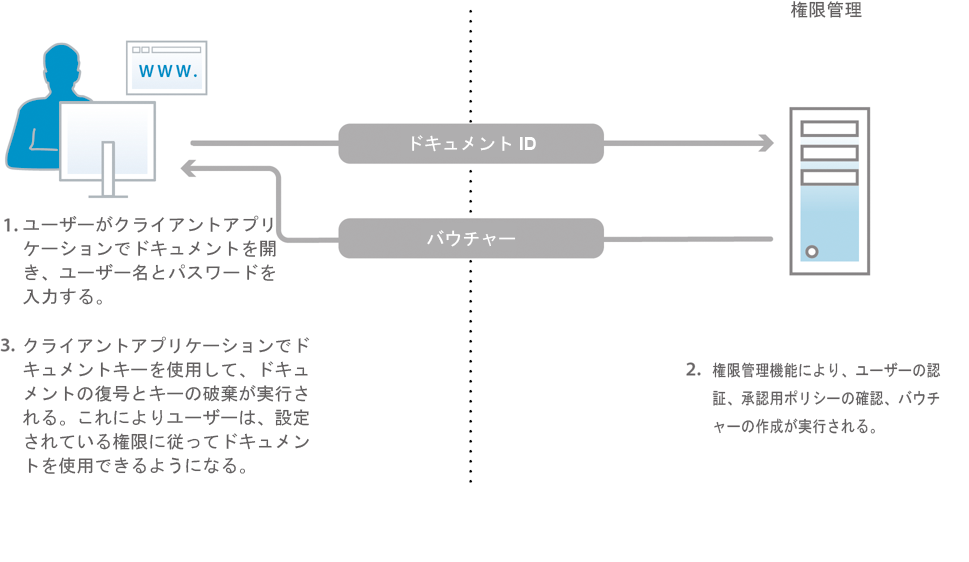 権限管理
WWW.
ドキュメント ID
バウチャー
1. ユーザーがクライアントアプリ
ケーションでドキュメントを開
き、ユーザー名とパスワードを
入力する。
2. 権限管理機能により、ユーザーの認
証、承認用ポリシーの確認、バウチ
ャーの作成が実行される。
3. クライアントアプリケーションでド
キュメントキーを使用して、ドキュ
メントの復号とキーの破棄が実行さ
れる。これによりユーザーは、設定
されている権限に従ってドキュメン
トを使用できるようになる。